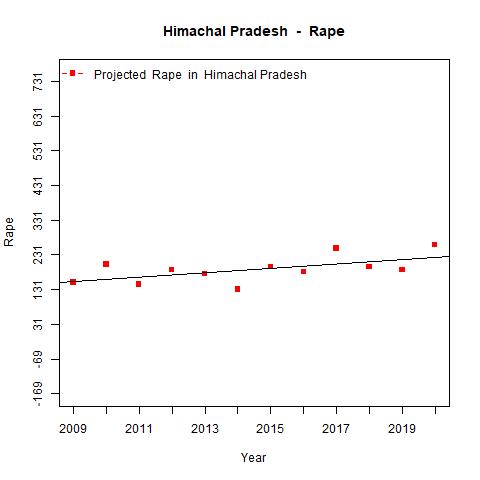 Himachal Pradesh - Rape
Projected Rape in Himachal Pradesh
731
631
531
431
331
231
131
31
-69
-169
Rape
2009 2011 2013 2015 2017 2019
Year